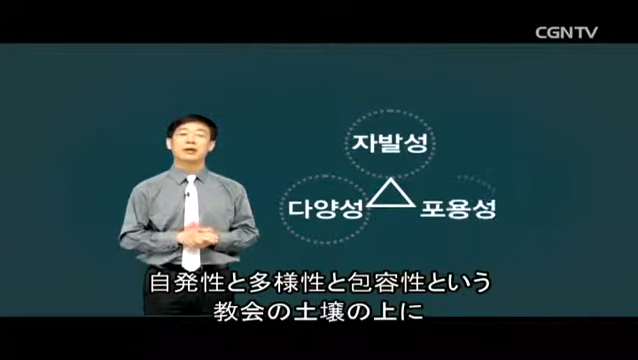 CGNTV
자발성
다양성
포용성
自発性と多様性と包容性という
教会の土壌の上に